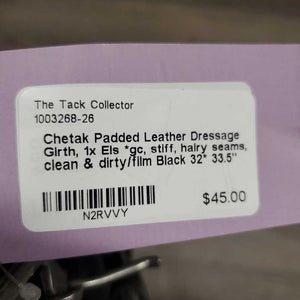 The Tack Collector
1003268-26
Chetak Padded Leather Dressage
Girth, 1x Els *gc, stiff, hairy seams,
clean & dirty/film Black 32* 33.5"
$45.00
N2RVVY